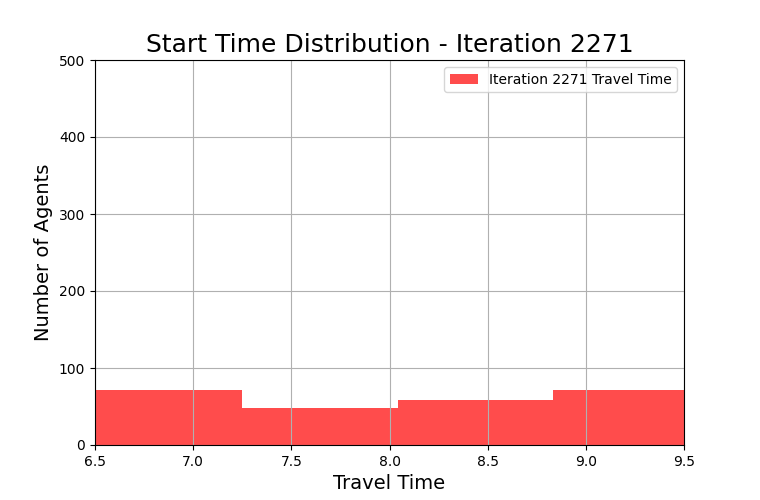 Start Time Distribution - Iteration 2271
500
Iteration 2271 Travel Time
400
300
200
100
0
Number of Agents
6.5 7.0 7.5 8.0 8.5 9.0 9.5
Travel Time